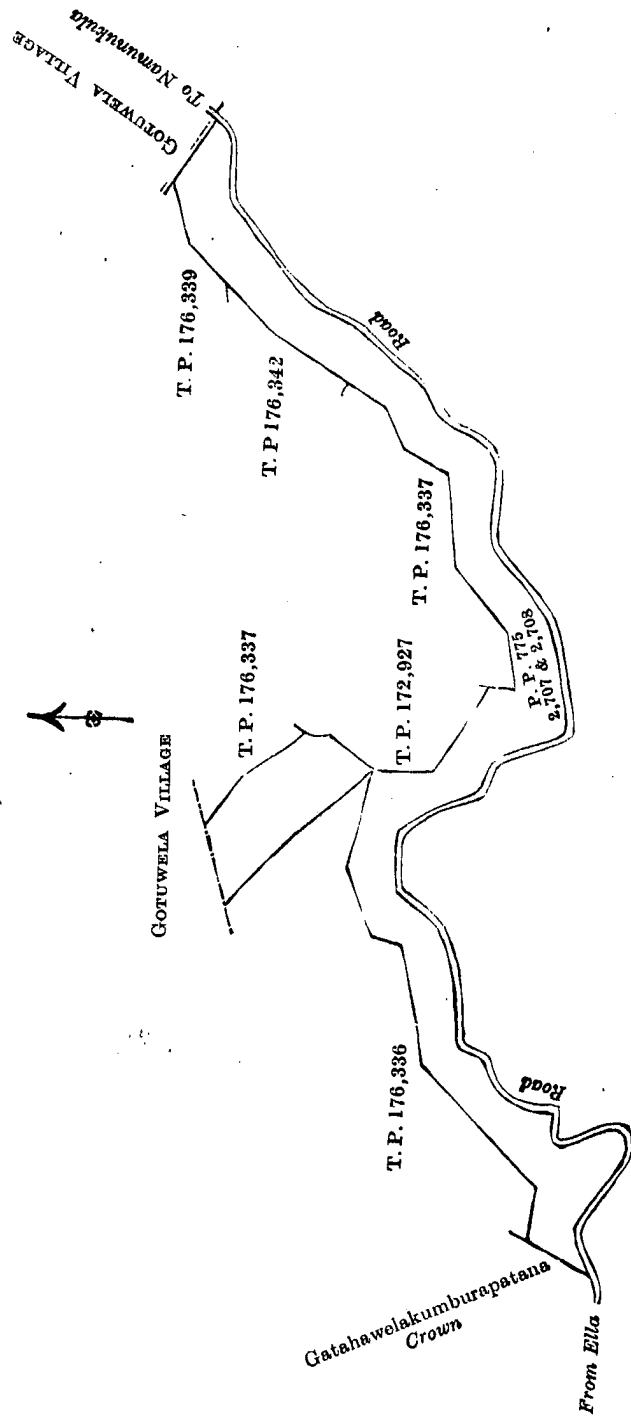 To Namunukula
GOTUWELA VILLAGE
T. P. 176,339
T. P 176,342
Road
T. P. 176,337
P. P. 775
2,707 & 2,708
T. P. 172,927
T. P. 176,337
GOTUWELA VILLAGE
T. P. 176,336
Road
Gatahawelakumburapatana
Crown
From Ella